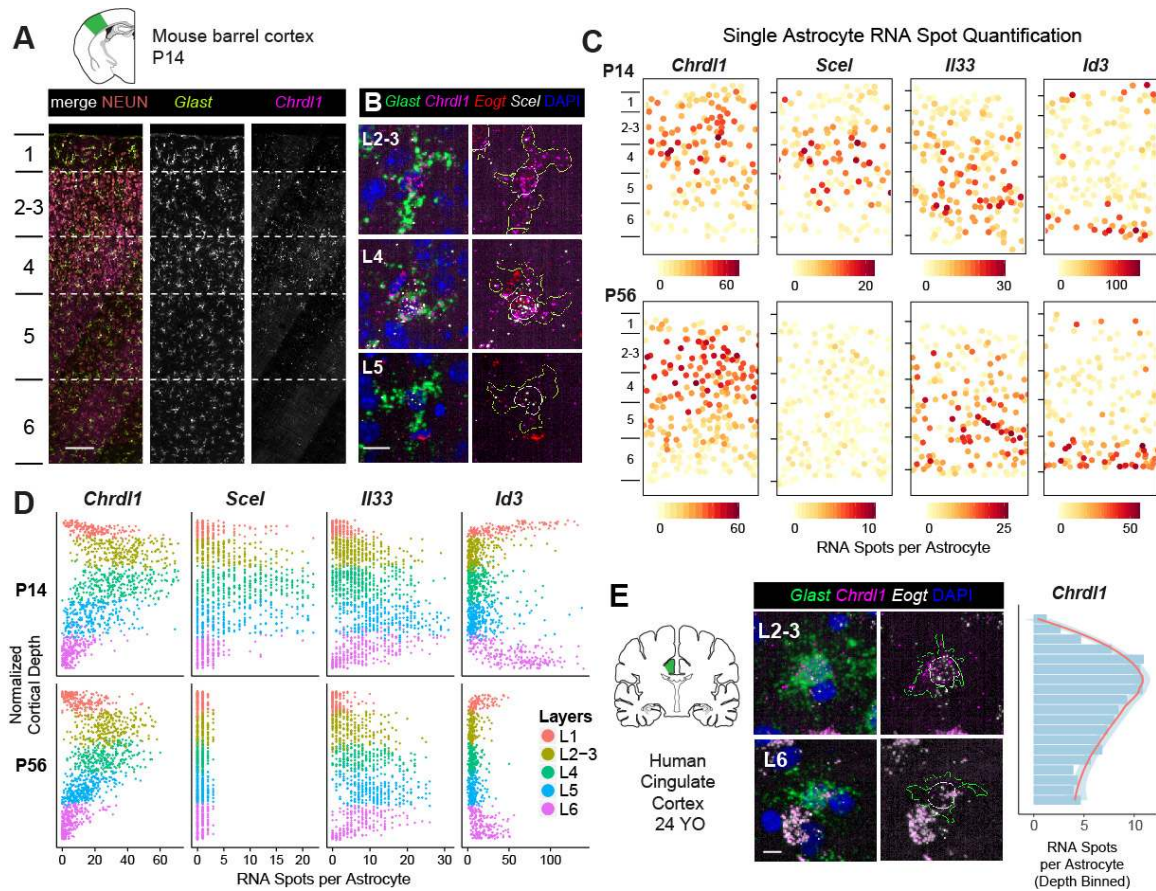 A
Mouse barrel cortex
P14
merge NEUN Glast Chrdl1
1
2-3
4
5
6
B Glast Chrdl1 Eogt Scel DAPI
L2-3
L4
L5
C
Single Astrocyte RNA Spot Quantification
Chrdl1 Scel Il33 Id3
P14
1
2-3
4
5
6
0 60 0 20 0 30 0 100
P56
1
2-3
4
5
6
0 60 0 10 0 25 0 50
RNA Spots per Astrocyte
D
Chrdl1 Scel Il33 Id3
P14
P56
Normalized
Cortical Depth
Layers
L1
L2-3
L4
L5
L6
0 20 40 60 0 5 10 15 20 0 10 20 30 0 50 100
RNA Spots per Astrocyte
E
Human
Cingulate
Cortex
24 YO
Glast Chrdl1 Eogt DAPI
L2-3
L6
Chrdl1
0 5 10
RNA Spots
per Astrocyte
(Depth Binned)